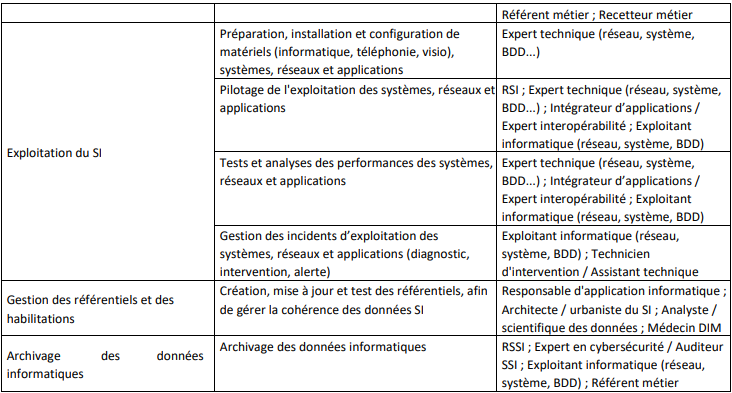 Référent métier ; Recetteur métier
Exploitation du SI
Préparation, installation et configuration de
matériels (informatique, téléphonie, visio),
systèmes, réseaux et applications
Expert technique (réseau, système,
BDD...)
Pilotage de l'exploitation des systèmes, réseaux et
applications
RSI ; Expert technique (réseau, système,
BDD...) ; Intégrateur d’applications /
Expert interopérabilité ; Exploitant
informatique (réseau, système, BDD)
Tests et analyses des performances des systèmes,
réseaux et applications
Expert technique (réseau, système,
BDD...) ; Intégrateur d’applications /
Expert interopérabilité ; Exploitant
informatique (réseau, système, BDD)
Gestion des incidents d’exploitation des
systèmes, réseaux et applications (diagnostic,
intervention, alerte)
Exploitant informatique (réseau,
système, BDD) ; Technicien
d'intervention / Assistant technique
Gestion des référentiels et des
habilitations
Création, mise à jour et test des référentiels, afin
de gérer la cohérence des données SI
Responsable d'application informatique ;
Architecte / urbaniste du SI ; Analyste /
scientifique des données ; Médecin DIM
Archivage des données
informatiques
Archivage des données informatiques
RSSI ; Expert en cybersécurité / Auditeur
SSI ; Exploitant informatique (réseau,
système, BDD) ; Référent métier